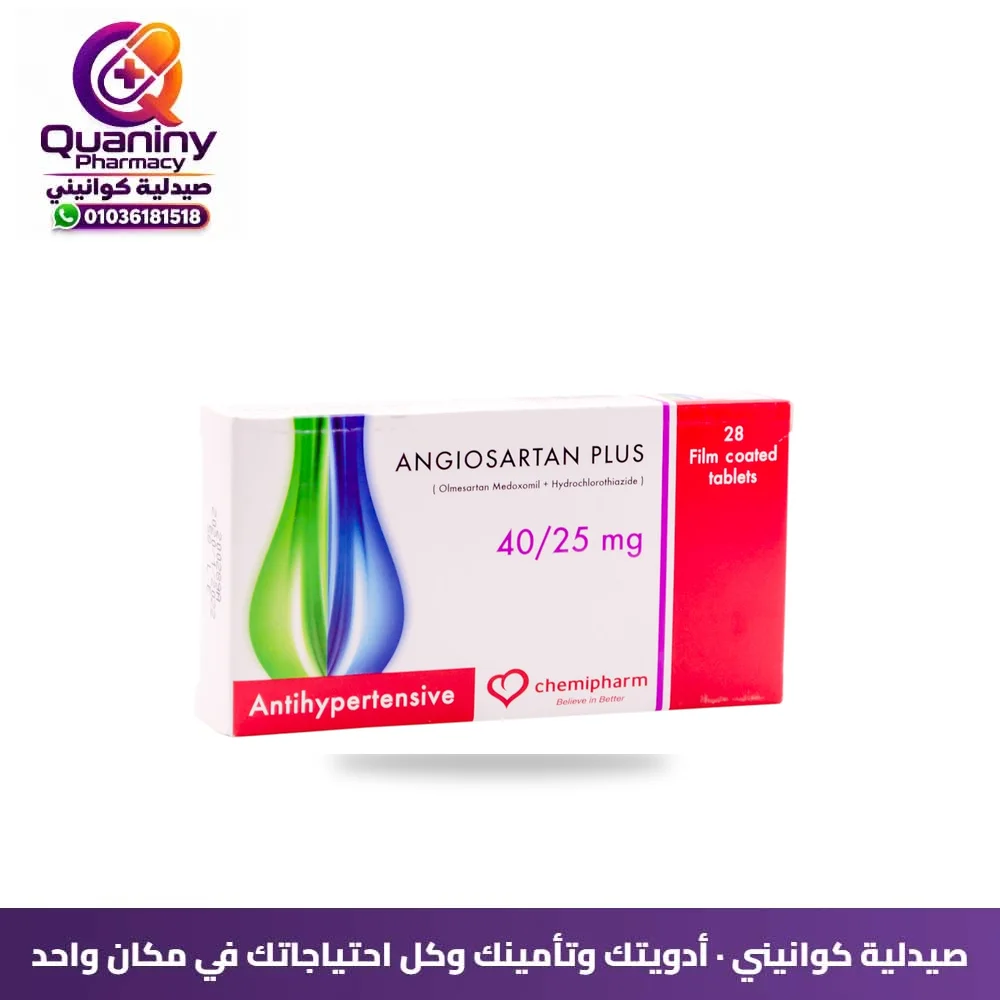 Quaniny
Pharmacy
صيدلية كوانيني
01036181518
ANGIOSARTAN PLUS
( Olmesartan Medoxomil + Hydrochlorothiazide )
40/25 mg
28
Film coated
tablets
Antihypertensive
chemipharm
Believe in Better
صيدلية كوانيني · أدويتك وتأمينك وكل احتياجاتك في مكان واحد